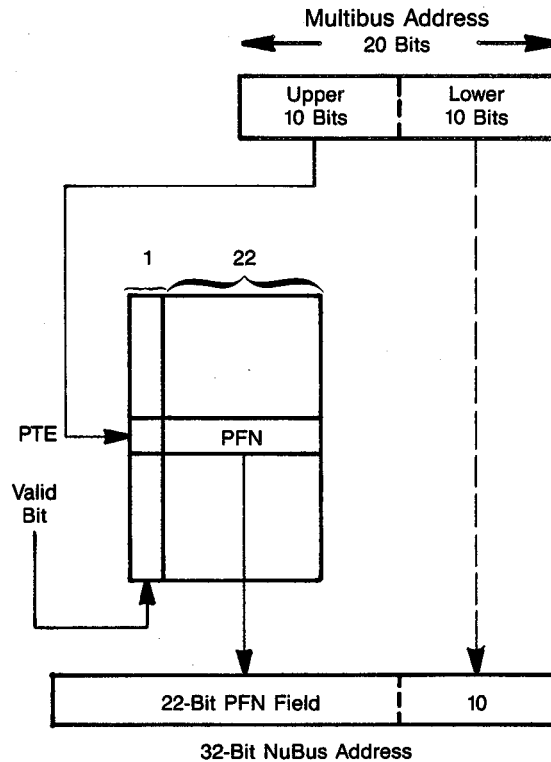 Multibus Address
20 Bits
Upper
10 Bits
Lower
10 Bits
1
22
PTE
PFN
Valid
Bit
22-Bit PFN Field
10
32-Bit NuBus Address